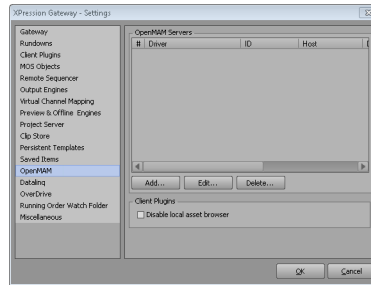 XPression Gateway - Settings
Gateway
Rundowns
Client Plugins
MOS Objects
Remote Sequencer
Output Engines
Virtual Channel Mapping
Preview & Offline Engines
Project Server
Clip Store
Persistent Templates
Saved Items
OpenMAM
Datalinq
OverDrive
Running Order Watch Folder
Miscellaneous
OpenMAM Servers
# Driver ID Host
Add... Edit... Delete...
Client Plugins
Disable local asset browser
OK Cancel